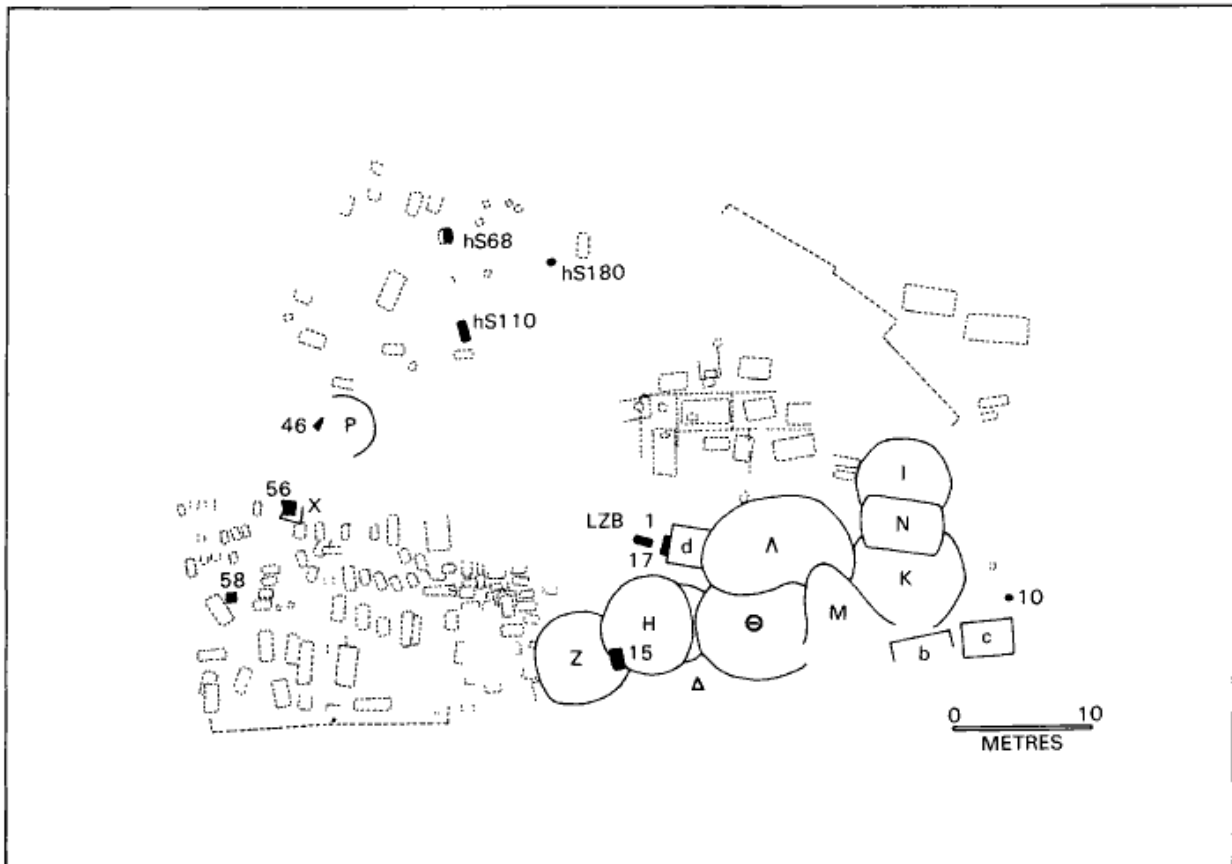 hS68
hS180
hS110
46 P
56 X
58
LZB 1
17 d Λ
I
N
K
10
M
H Θ
Z 15
b c
Δ
0 10
METRES